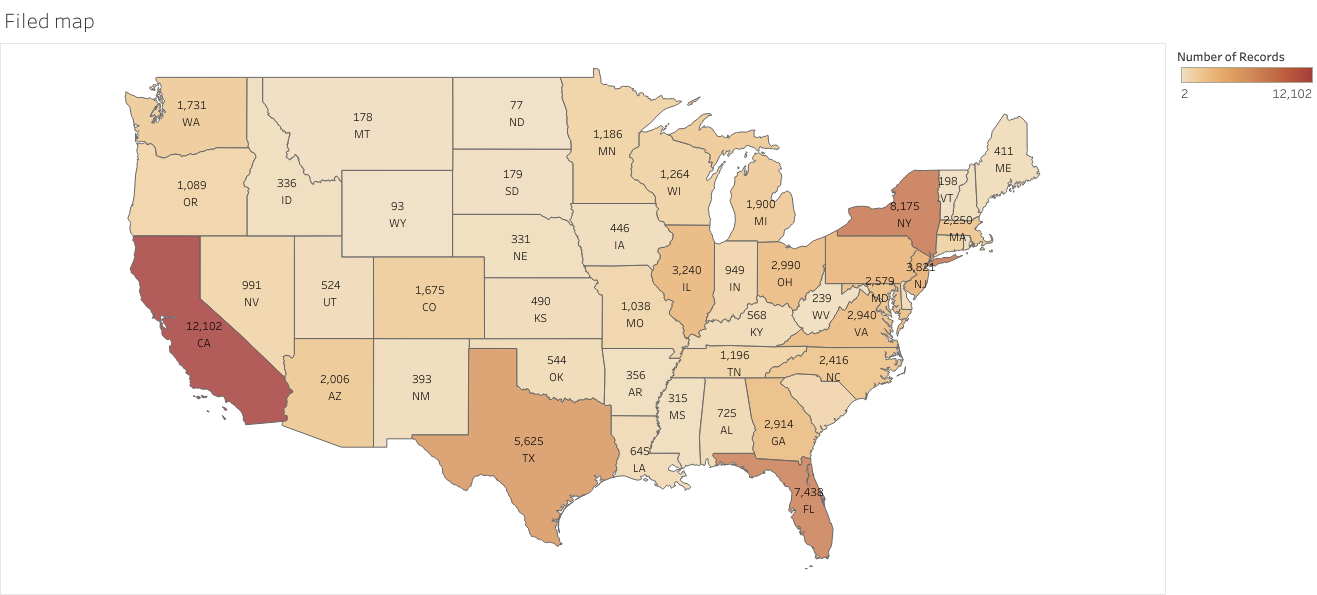 Filed map
Number of Records
2
12,102
1,731
WA
178
MT
77
ND
1,186
MN
411
ME
1,089
OR
336
ID
179
SD
1,264
WI
1,900
MI
198
VT
8,175
NY
2,250
MA
93
WY
446
IA
331
NE
991
NV
524
UT
1,675
CO
490
KS
3,240
IL
949
IN
2,990
OH
3,821
NJ
2,579
MD
239
WV
2,940
VA
12,102
CA
1,038
MO
568
KY
2,006
AZ
393
NM
544
OK
356
AR
1,196
TN
2,416
NC
315
MS
725
AL
2,914
GA
5,625
TX
645
LA
7,438
FL